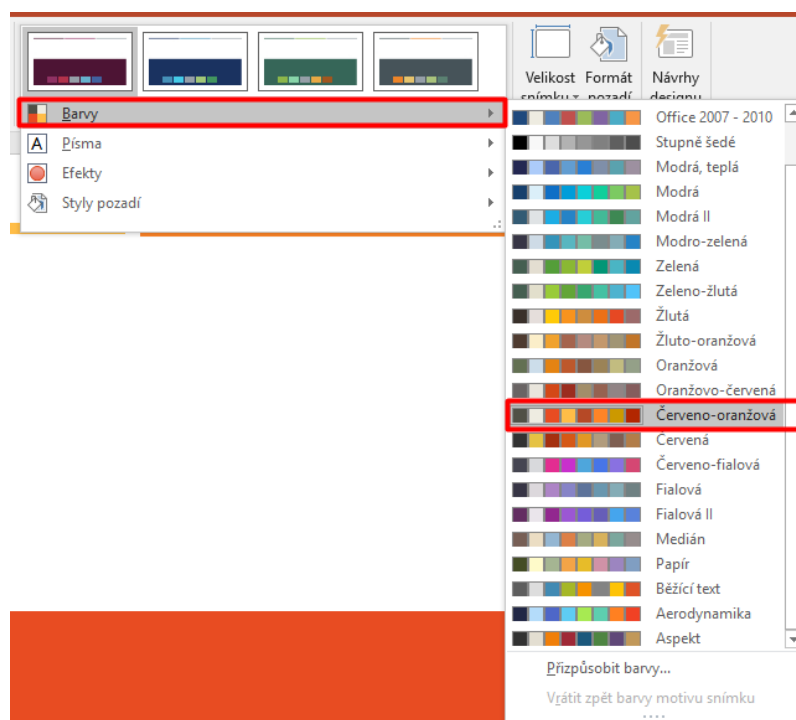 Velikost Formát Návrhy
snímku pozadí designu
Barvy
Písma
Efekty
Styly pozadí
Office 2007 - 2010
Stupně šedé
Modrá, teplá
Modrá
Modrá II
Modro-zelená
Zelená
Zeleno-žlutá
Žlutá
Žluto-oranžová
Oranžová
Oranžovo-červená
Červeno-oranžová
Červená
Červeno-fialová
Fialová
Fialová II
Medián
Papír
Běžící text
Aerodynamika
Aspekt
Přizpůsobit barvy...
Vrátit zpět barvy motivu snímku